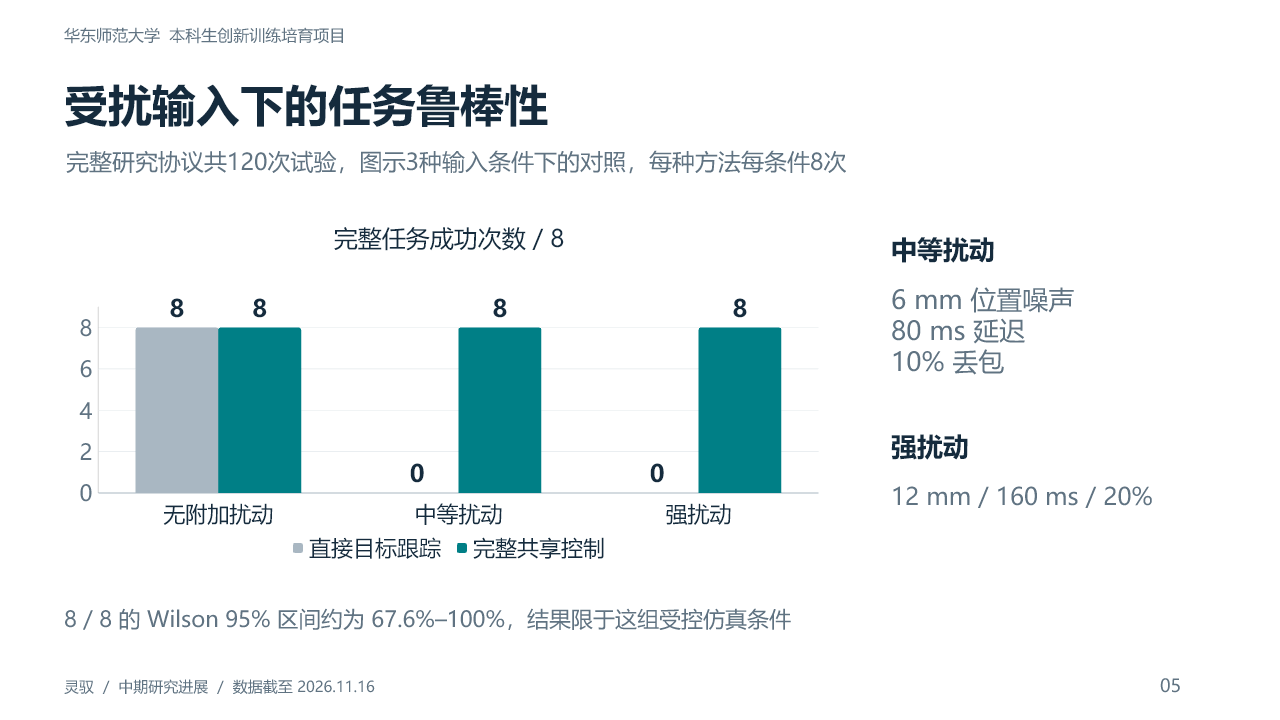 华东师范大学 本科生创新训练培育项目
受扰输入下的任务鲁棒性
完整研究协议共120次试验，图示3种输入条件下的对照，每种方法每条件8次
完整任务成功次数 / 8
8 8 8 8
8
6
4
2
0
0 0
无附加扰动 中等扰动 强扰动
直接目标跟踪 完整共享控制
中等扰动
6 mm 位置噪声
80 ms 延迟
10% 丢包
强扰动
12 mm / 160 ms / 20%
8 / 8 的 Wilson 95% 区间约为 67.6%–100%，结果限于这组受控仿真条件
灵驭 / 中期研究进展 / 数据截至 2026.11.16
05